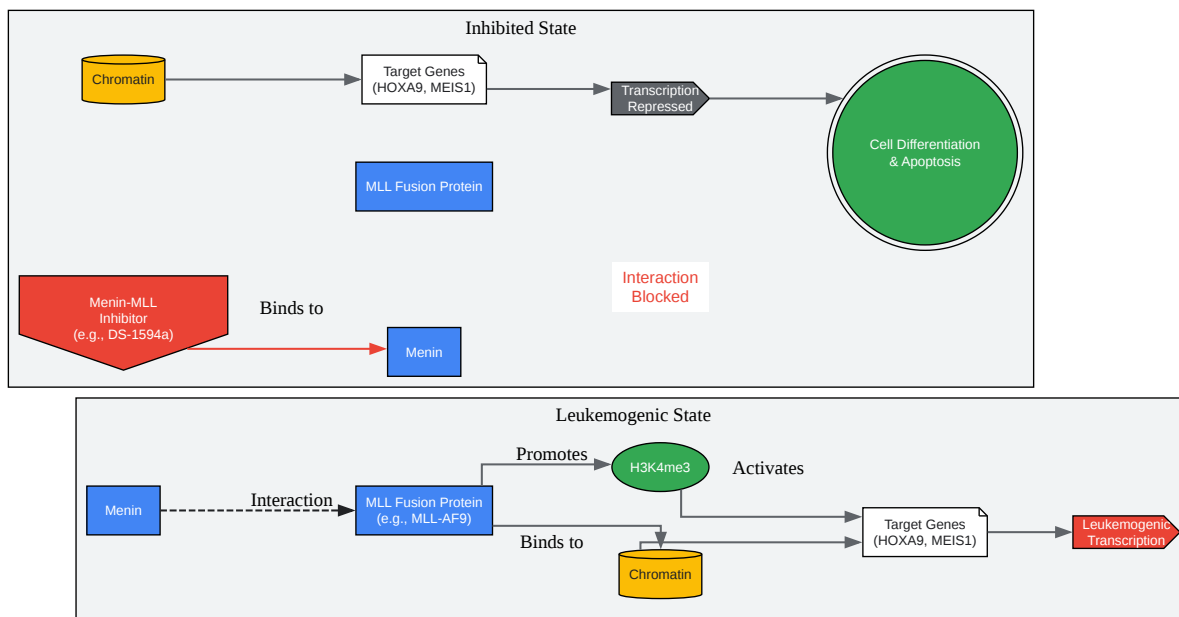 Inhibited State
Chromatin
Target Genes
(HOXA9, MEIS1)
Transcription
Repressed
Cell Differentiation
& Apoptosis
MLL Fusion Protein
Interaction
Blocked
Menin-MLL
Inhibitor
(e.g., DS-1594a)
Binds to
Menin
Leukemogenic State
Menin
Interaction
MLL Fusion Protein
(e.g., MLL-AF9)
Promotes
H3K4me3
Activates
Binds to
Chromatin
Target Genes
(HOXA9, MEIS1)
Leukemogenic
Transcription